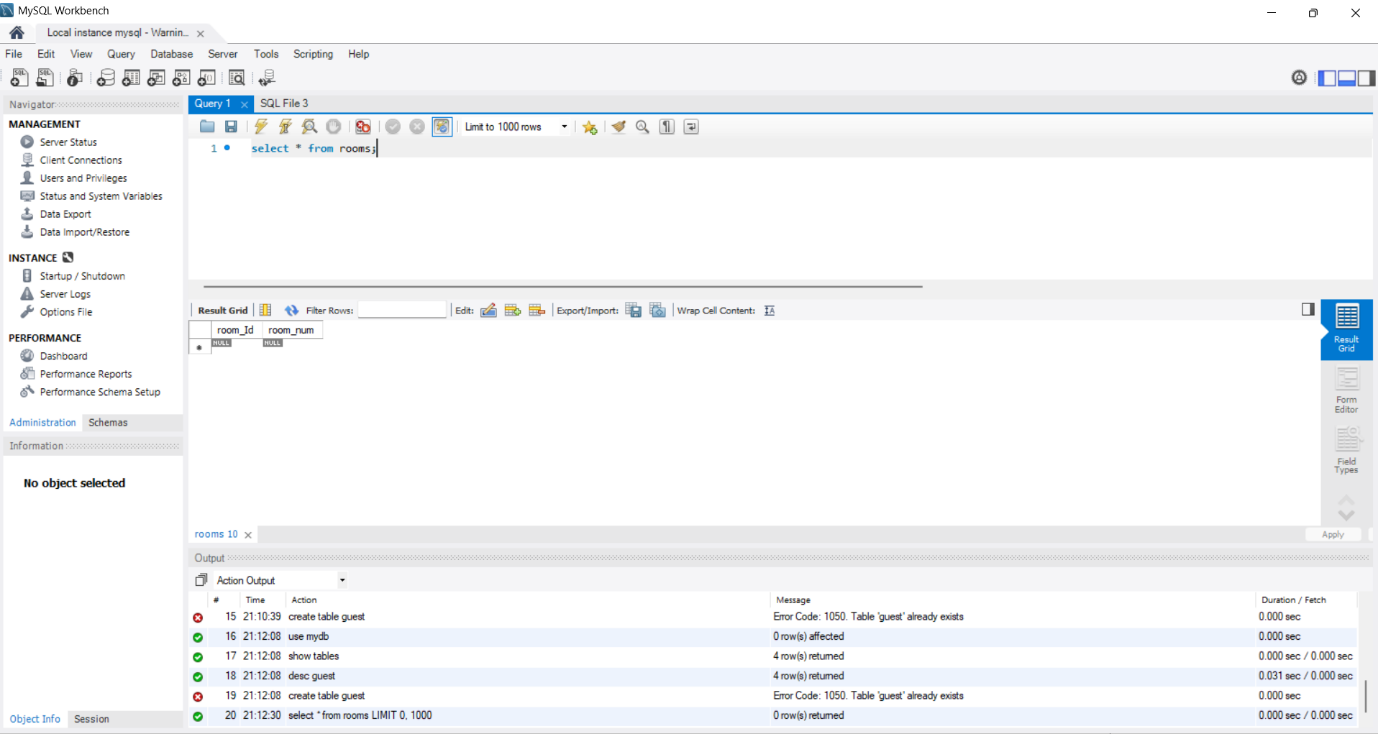 MySQL Workbench
Local instance mysql - Warnin...
File Edit View Query Database Server Tools Scripting Help
Navigator
MANAGEMENT
Server Status
Client Connections
Users and Privileges
Status and System Variables
Data Export
Data Import/Restore
INSTANCE
Startup / Shutdown
Server Logs
Options File
PERFORMANCE
Dashboard
Performance Reports
Performance Schema Setup
Administration Schemas
Information
No object selected
Object Info Session
Query 1 SQL File 3
Limit to 1000 rows
1 select * from rooms;
Result Grid Filter Rows: Edit: Export/Import: Wrap Cell Content:
room_Id room_num
NULL NULL
Result
Grid
Form
Editor
Field
Types
rooms 10
Apply
Output
Action Output
# Time Action Message Duration / Fetch
15 21:10:39 create table guest Error Code: 1050. Table 'guest' already exists 0.000 sec
16 21:12:08 use mydb 0 row(s) affected 0.000 sec
17 21:12:08 show tables 4 row(s) returned 0.000 sec / 0.000 sec
18 21:12:08 desc guest 4 row(s) returned 0.031 sec / 0.000 sec
19 21:12:08 create table guest Error Code: 1050. Table 'guest' already exists 0.000 sec
20 21:12:30 select * from rooms LIMIT 0, 1000 0 row(s) returned 0.000 sec / 0.000 sec